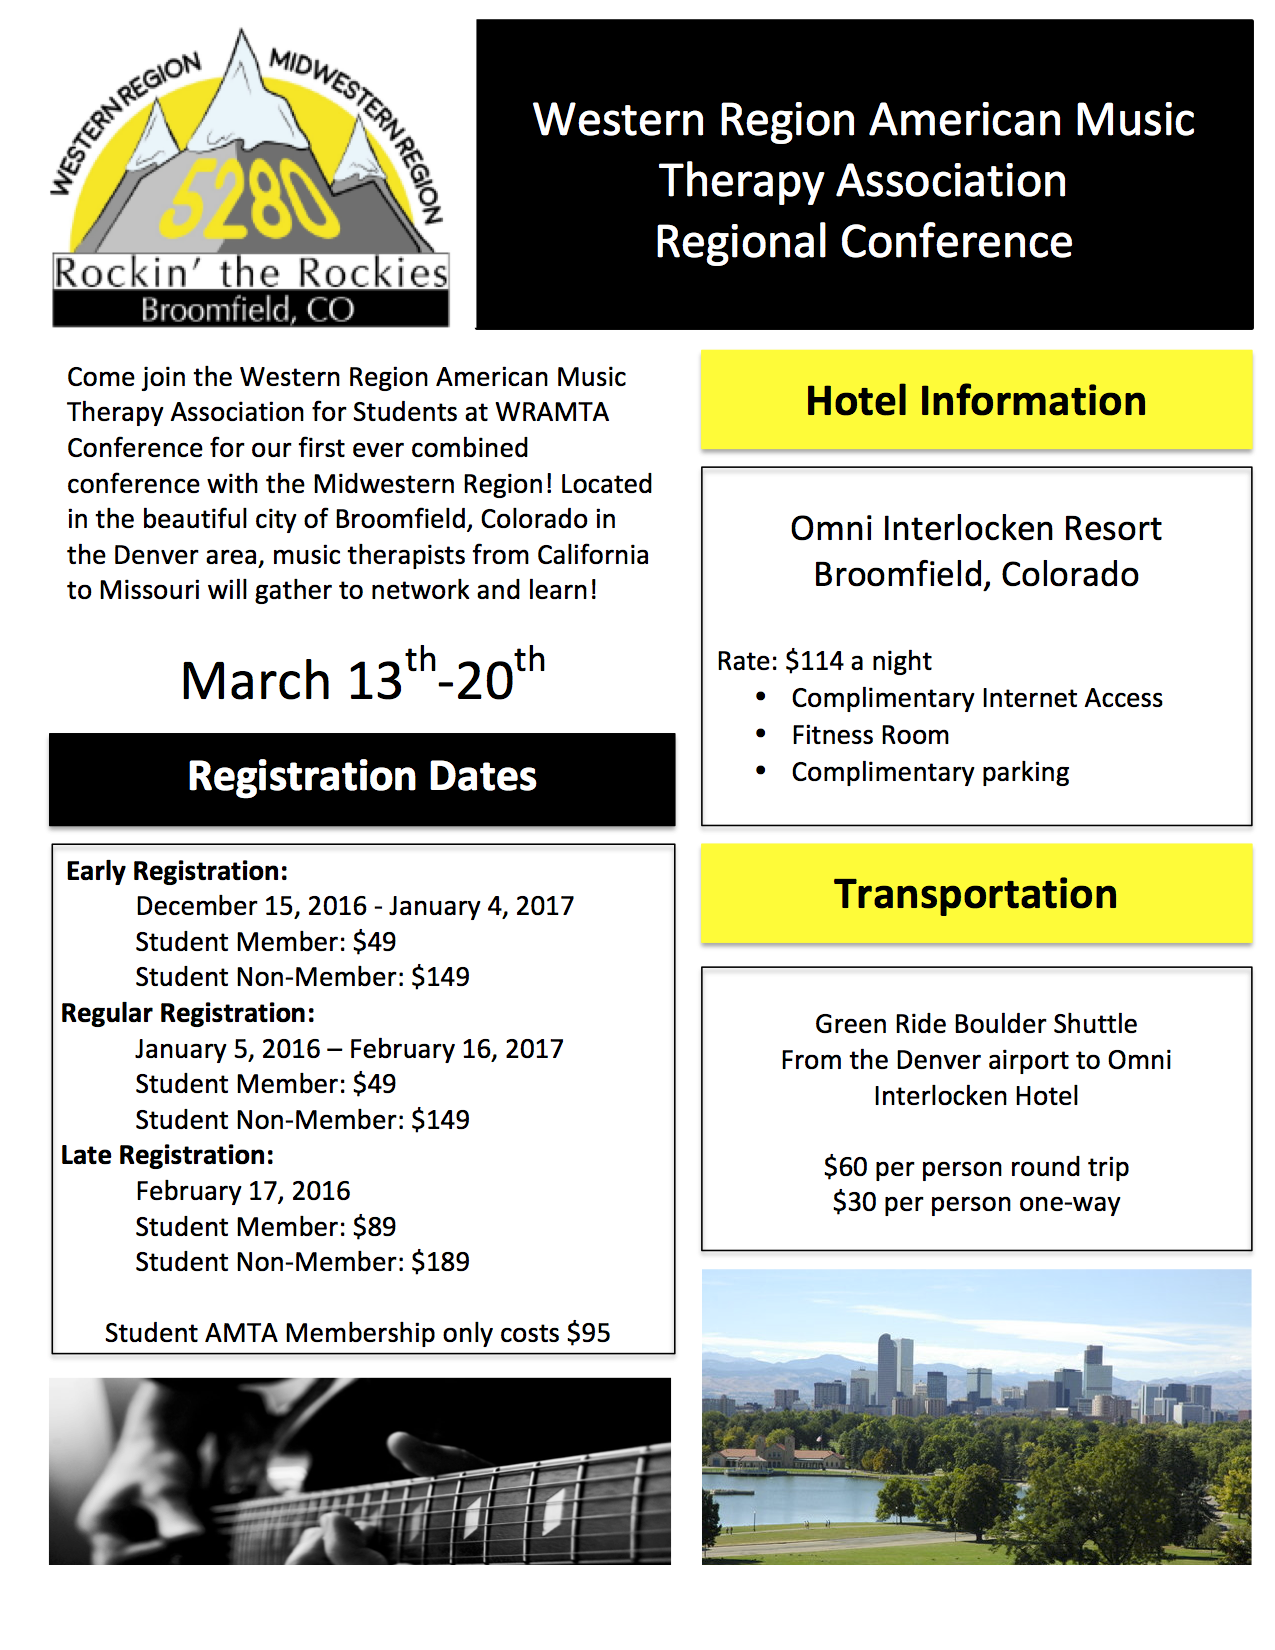 WESTERN REGION MIDWESTERN REGION
5280
Rockin' the Rockies
Broomfield, CO
Western Region American Music
Therapy Association
Regional Conference
Come join the Western Region American Music
Therapy Association for Students at WRAMTA
Conference for our first ever combined
conference with the Midwestern Region! Located
in the beautiful city of Broomfield, Colorado in
the Denver area, music therapists from California
to Missouri will gather to network and learn!
March 13th-20th
Registration Dates
Early Registration:
December 15, 2016 - January 4, 2017
Student Member: $49
Student Non-Member: $149
Regular Registration:
January 5, 2016 – February 16, 2017
Student Member: $49
Student Non-Member: $149
Late Registration:
February 17, 2016
Student Member: $89
Student Non-Member: $189
Student AMTA Membership only costs $95
Hotel Information
Omni Interlocken Resort
Broomfield, Colorado
Rate: $114 a night
• Complimentary Internet Access
• Fitness Room
• Complimentary parking
Transportation
Green Ride Boulder Shuttle
From the Denver airport to Omni
Interlocken Hotel
$60 per person round trip
$30 per person one-way